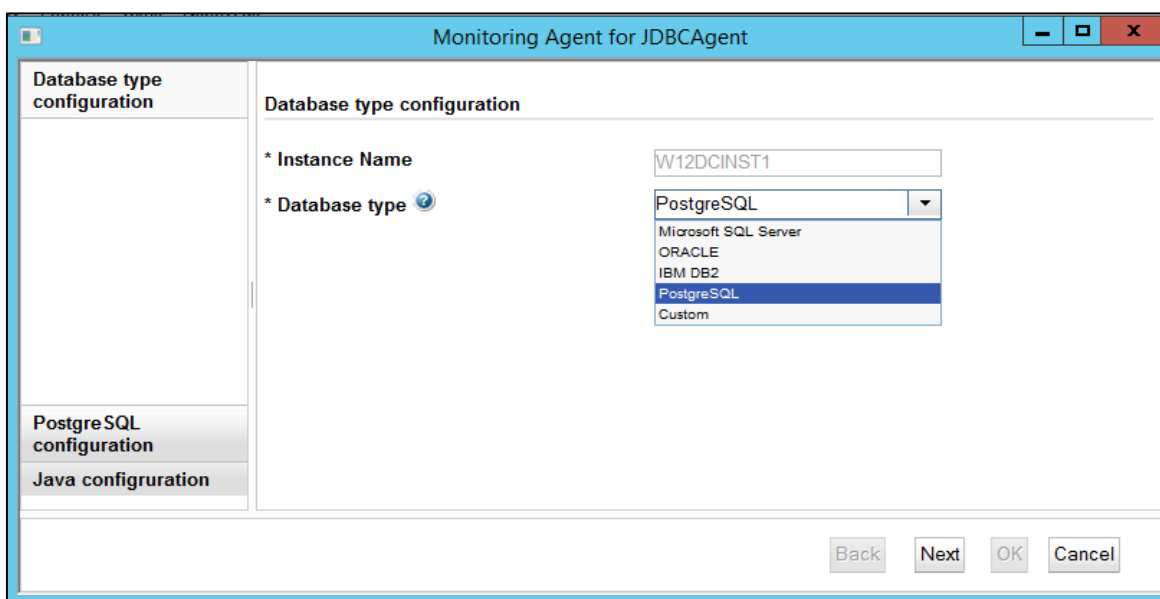 Monitoring Agent for JDBCAgent
Database type
configuration
Database type configuration
* Instance Name
W12DCINST1
* Database type
PostgreSQL
Microsoft SQL Server
ORACLE
IBM DB2
PostgreSQL
Custom
PostgreSQL
configuration
Java configruration
Back
Next
OK
Cancel